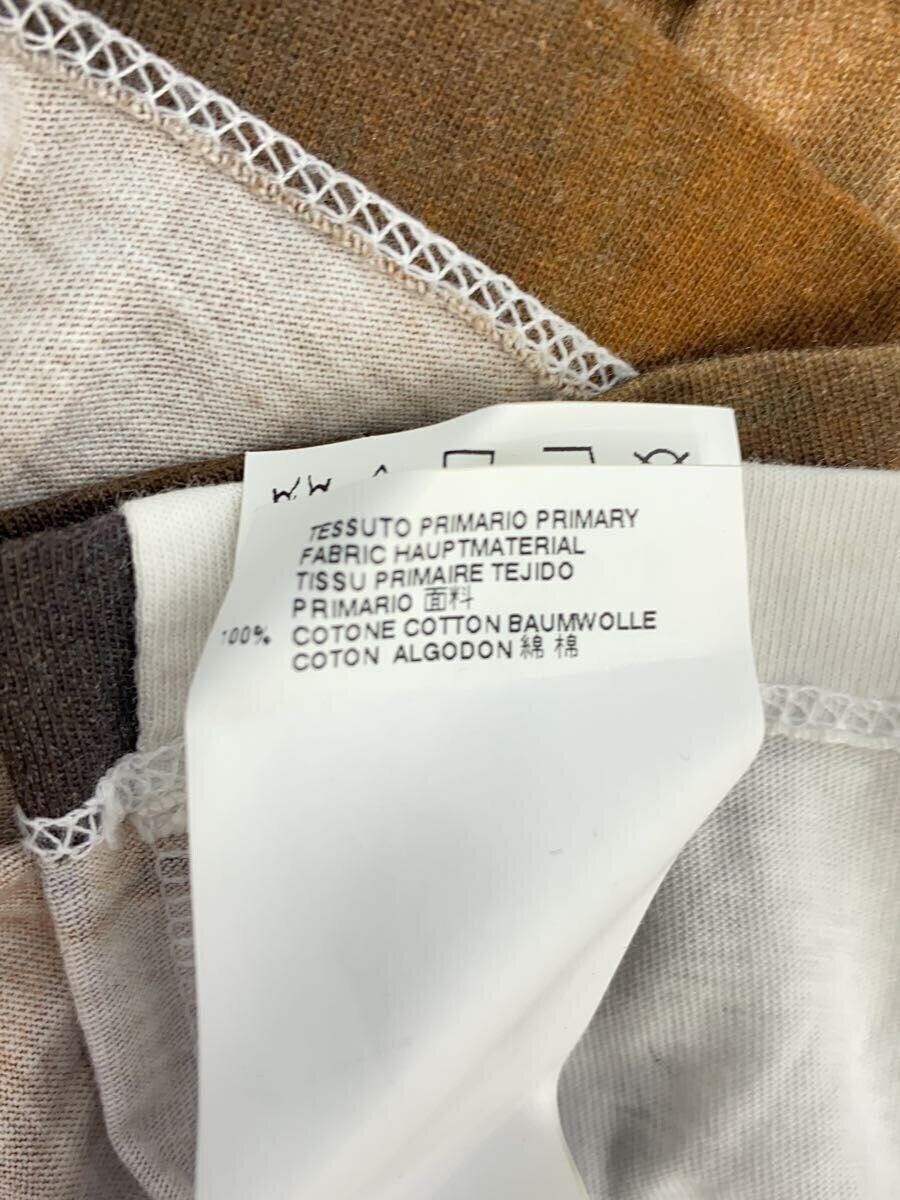 TESSUTO PRIMARIO PRIMARY
FABRIC HAUPTMATERIAL
TISSU PRIMAIRE TEJIDO
PRIMARIO 面料
100% COTONE COTTON BAUMWOLLE
COTON ALGODON 綿 棉